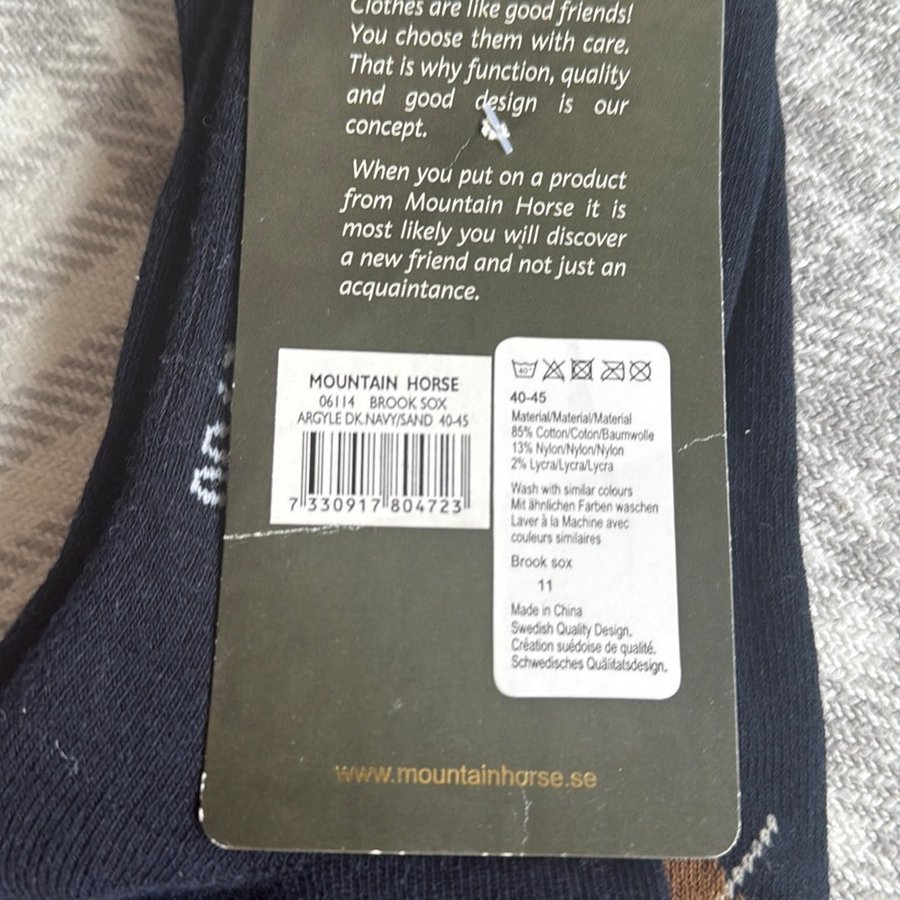 Clothes are like good friends!
You choose them with care.
That is why function, quality
and good design is our
concept.
When you put on a product
from Mountain Horse it is
most likely you will discover
a new friend and not just an
acquaintance.
MOUNTAIN HORSE
06114 BROOK SOX
ARGYLE DK.NAVY/SAND 40-45
7 330917 804723
40°
40-45
Material/Material/Material
85% Cotton/Coton/Baumwolle
13% Nylon/Nylon/Nylon
2% Lycra/Lycra/Lycra
Wash with similar colours
Mit ähnlichen Farben waschen
Laver à la Machine avec
couleurs similaires
Brook sox
11
Made in China
Swedish Quality Design.
Création suédoise de qualité.
Schwedisches Qualitätsdesign.
www.mountainhorse.se